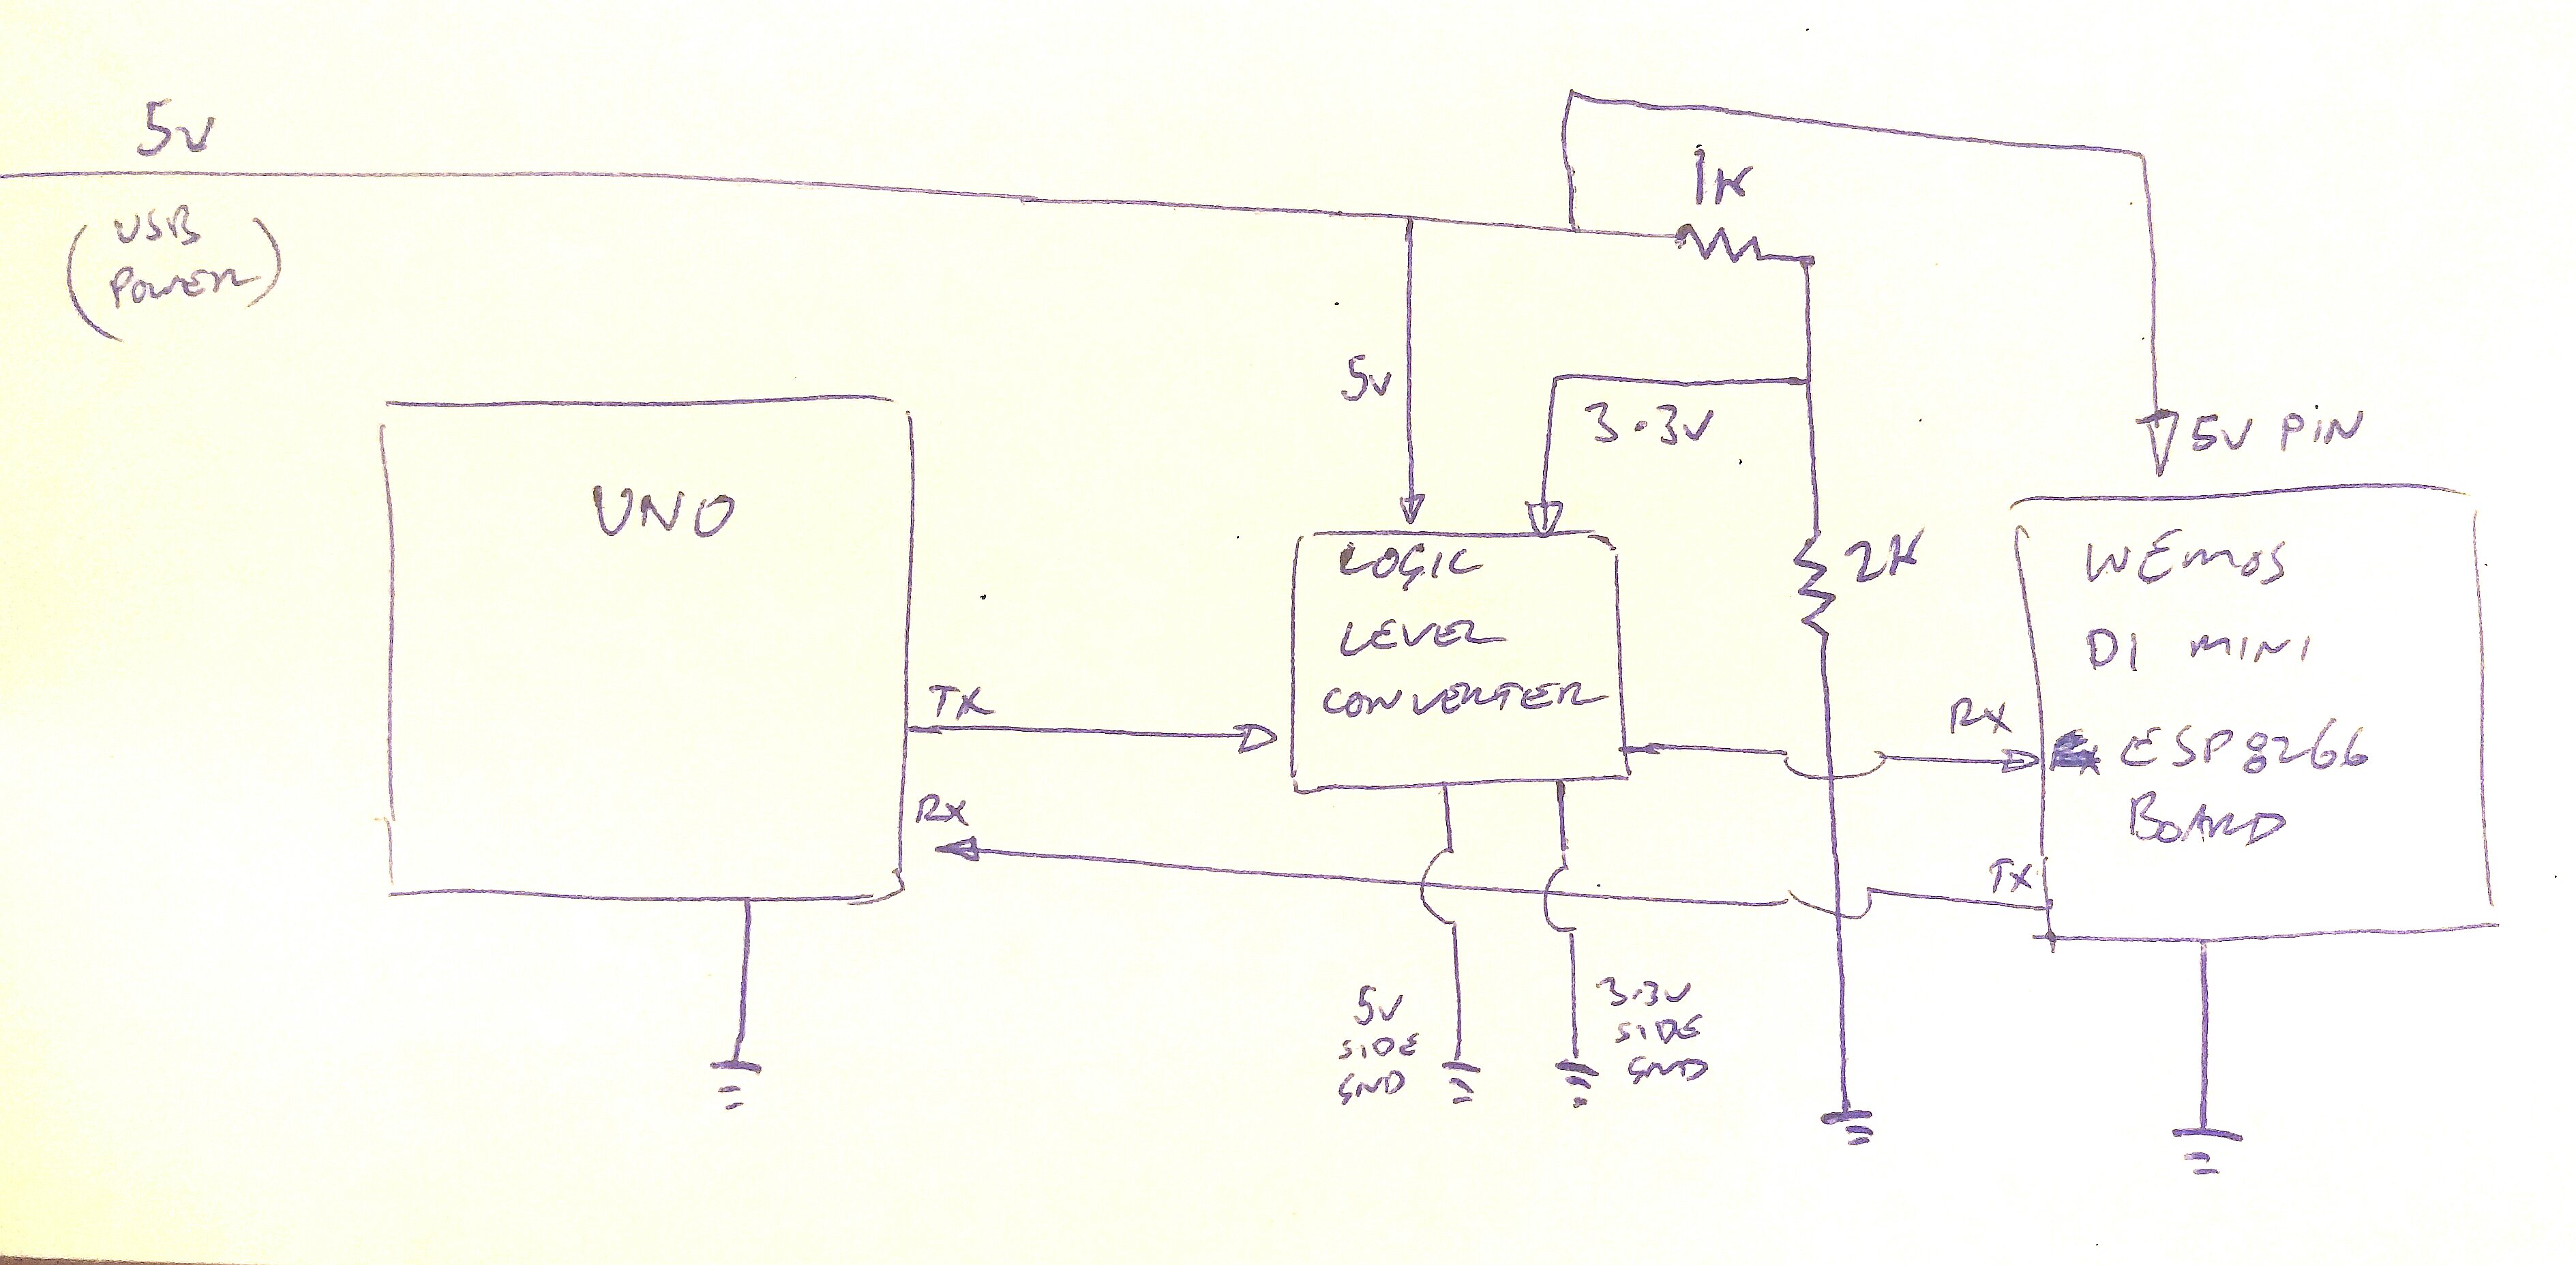 5V
(USB
POWER)
1K
5V
3.3V
5V PIN
UNO
LOGIC
LEVEL
CONVERTER
2K
WEMOS
D1 MINI
ESP8266
BOARD
TX
RX
RX
TX
5V
SIDE
GND
3.3V
SIDE
GND